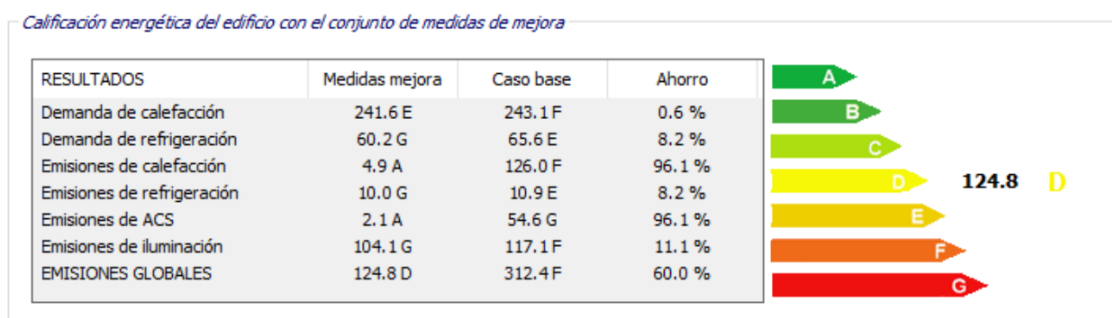 Calificación energética del edificio con el conjunto de medidas de mejora
RESULTADOS Medidas mejora Caso base Ahorro
Demanda de calefacción 241.6 E 243.1 F 0.6 %
Demanda de refrigeración 60.2 G 65.6 E 8.2 %
Emisiones de calefacción 4.9 A 126.0 F 96.1 %
Emisiones de refrigeración 10.0 G 10.9 E 8.2 %
Emisiones de ACS 2.1 A 54.6 G 96.1 %
Emisiones de iluminación 104.1 G 117.1 F 11.1 %
EMISIONES GLOBALES 124.8 D 312.4 F 60.0 %
A
B
C
D 124.8 D
E
F
G